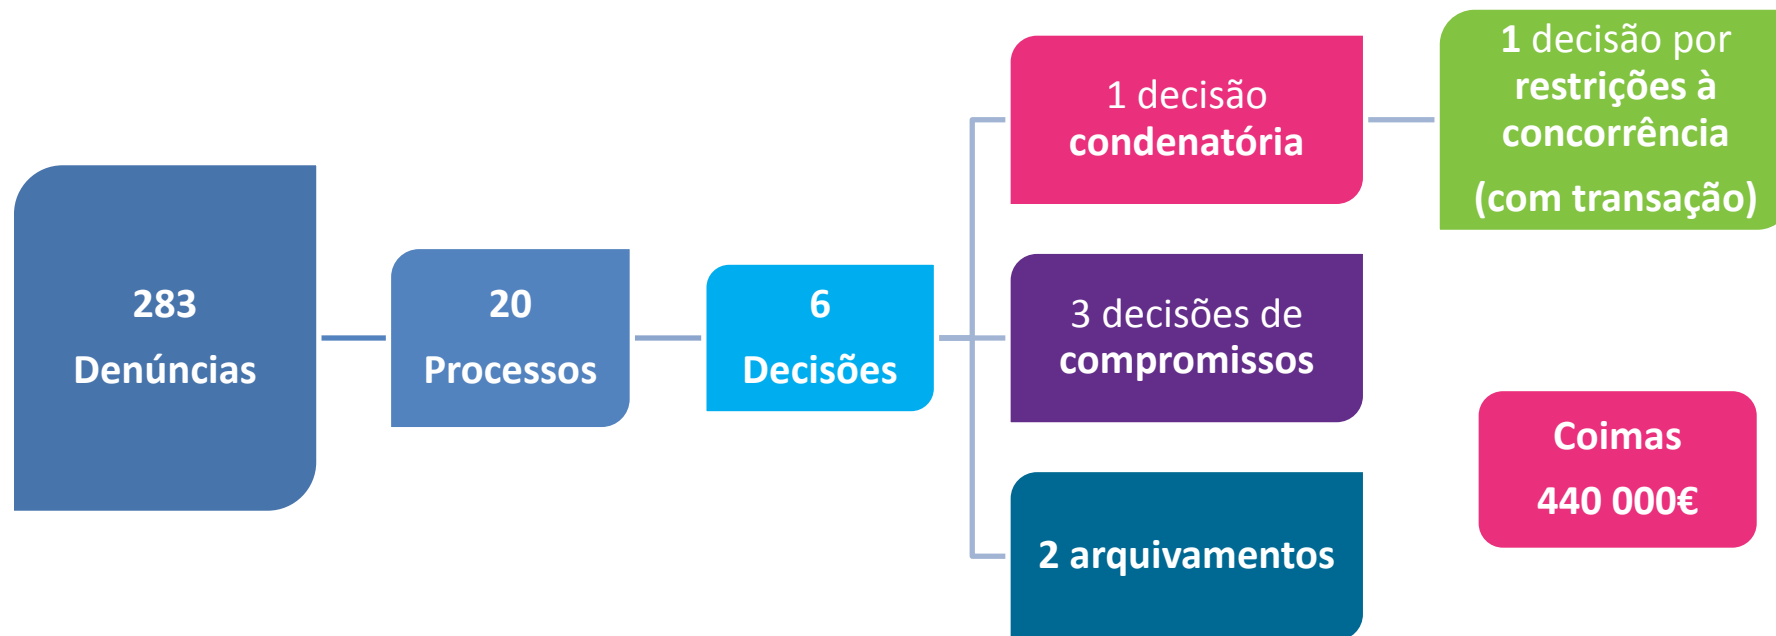 283
Denúncias
20
Processos
6
Decisões
1 decisão
condenatória
1 decisão por
restrições à
concorrência
(com transação)
3 decisões de
compromissos
2 arquivamentos
Coimas
440 000€